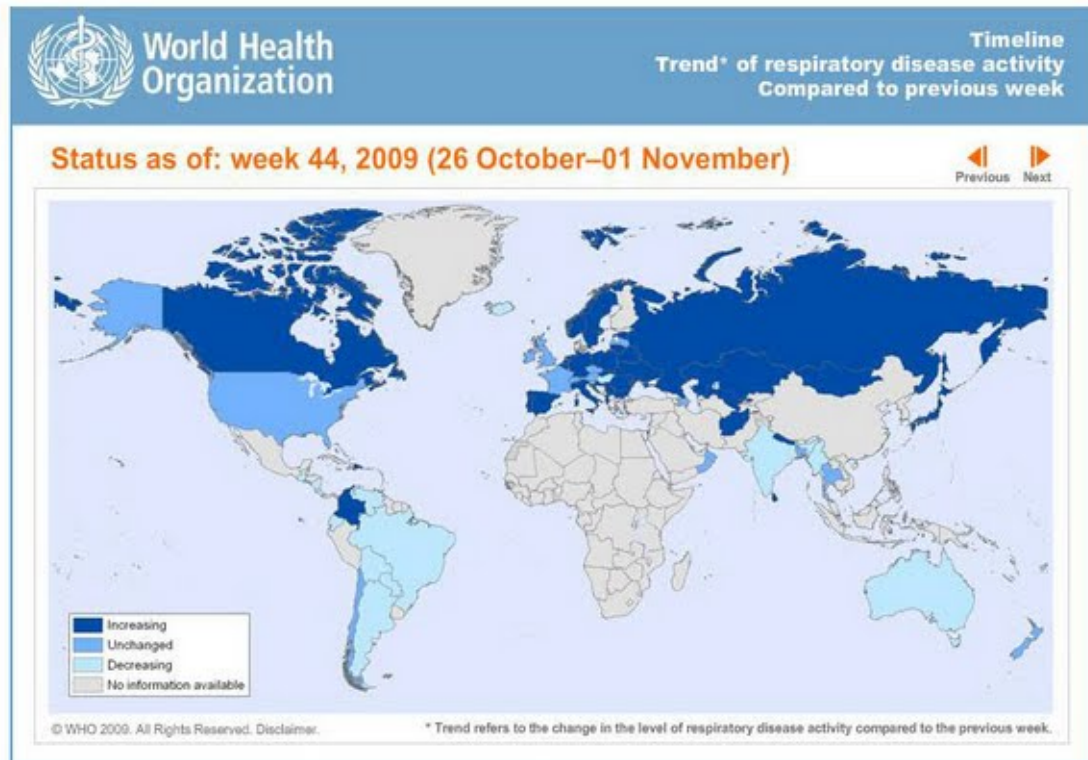 World Health
Organization
Timeline
Trend* of respiratory disease activity
Compared to previous week
Status as of: week 44, 2009 (26 October–01 November)
Previous Next
Increasing
Unchanged
Decreasing
No information available
© WHO 2009. All Rights Reserved. Disclaimer.
* Trend refers to the change in the level of respiratory disease activity compared to the previous week.